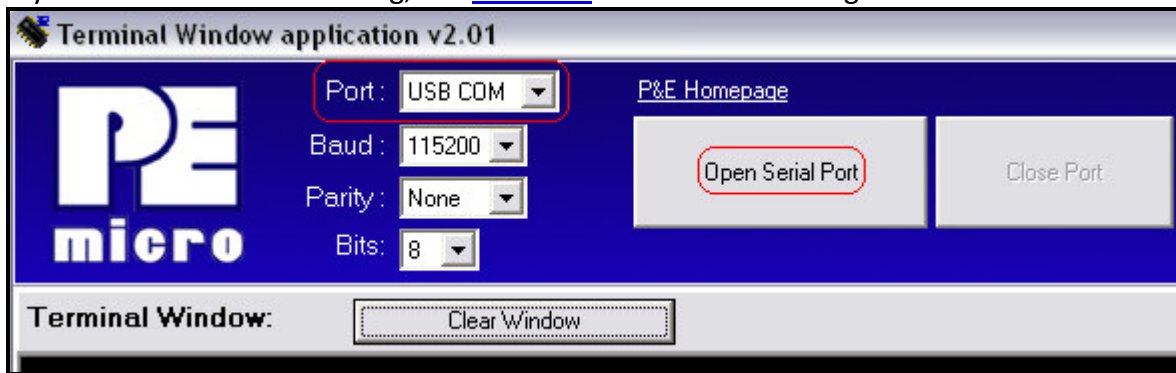 Terminal Window application v2.01
Port: USB COM
P&E Homepage
Baud: 115200
Open Serial Port
Close Port
Parity: None
Bits: 8
PE
micro
Terminal Window:
Clear Window